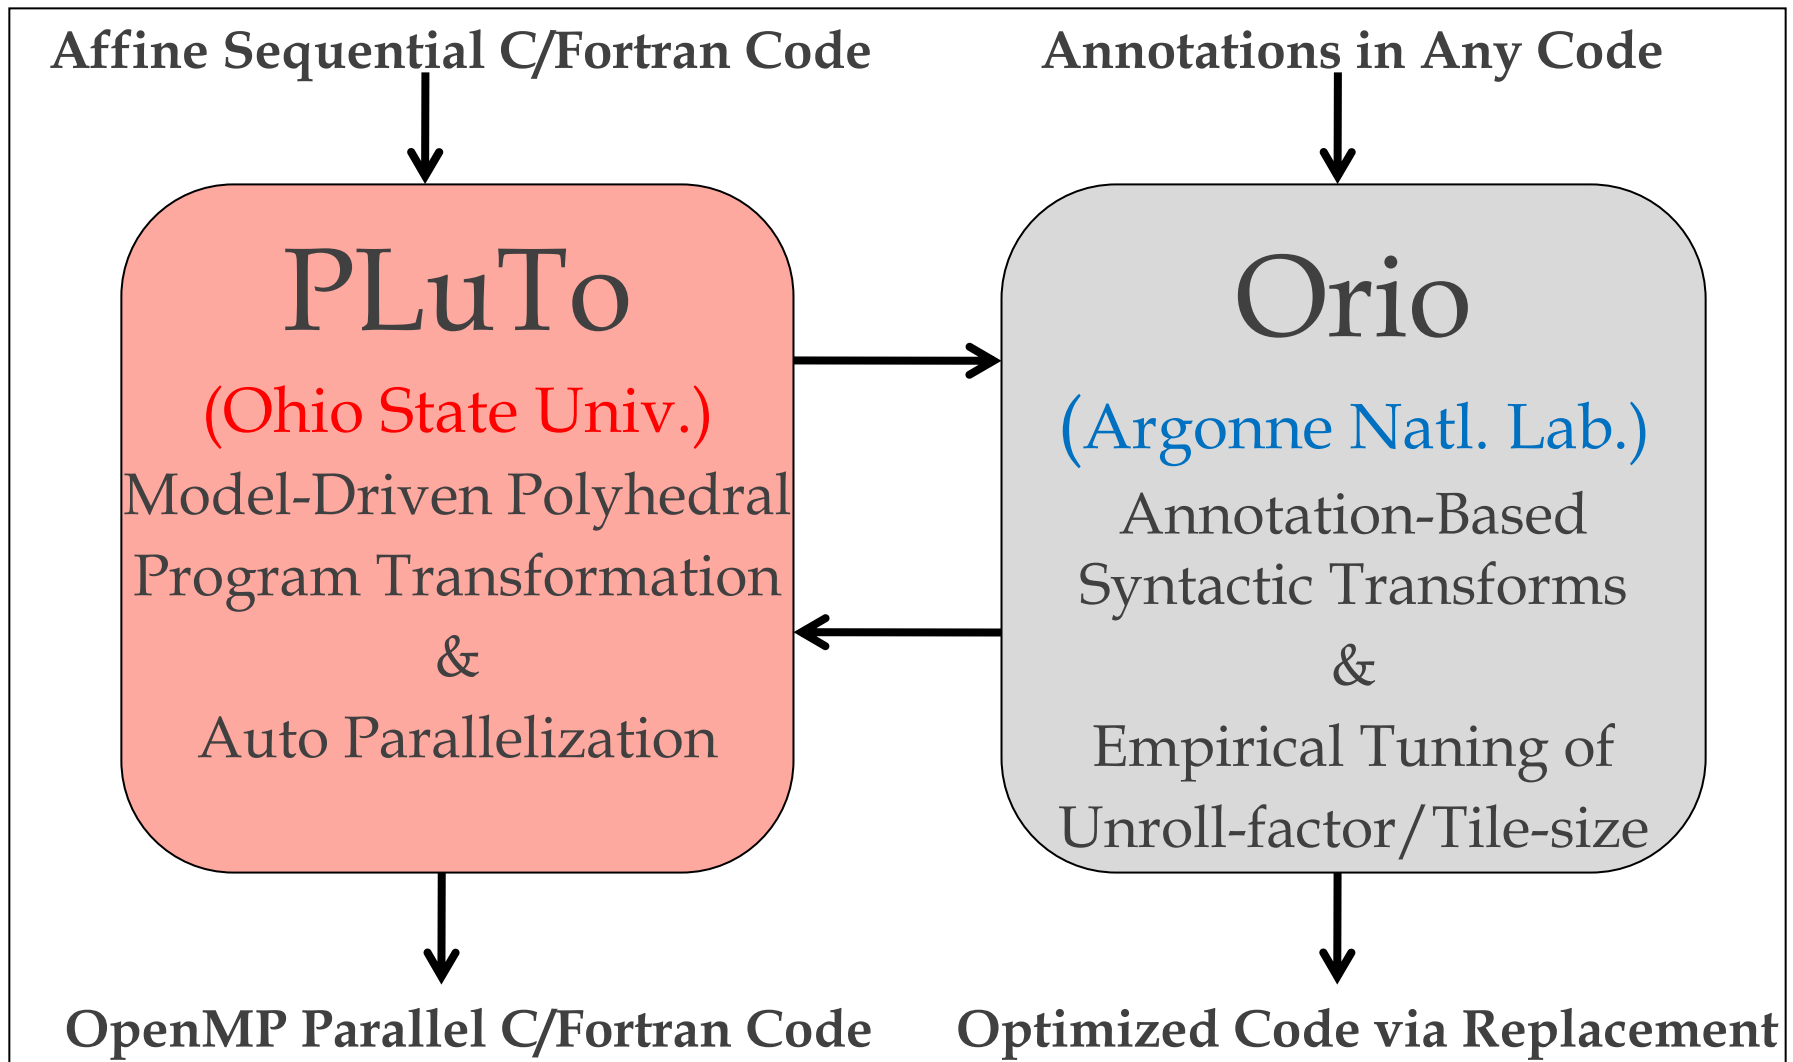 Affine Sequential C/Fortran Code
Annotations in Any Code
PLuTo
(Ohio State Univ.)
Model-Driven Polyhedral
Program Transformation
&
Auto Parallelization
Orio
(Argonne Natl. Lab.)
Annotation-Based
Syntactic Transforms
&
Empirical Tuning of
Unroll-factor/Tile-size
OpenMP Parallel C/Fortran Code
Optimized Code via Replacement